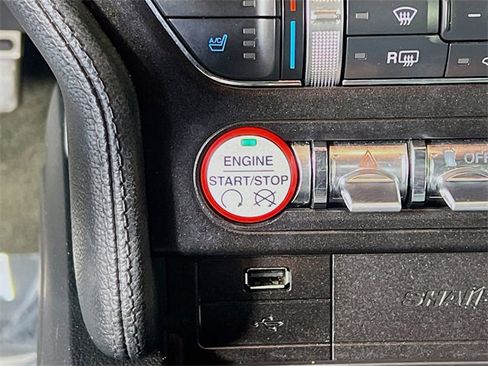 A/C
R
ENGINE
START/STOP
OFF